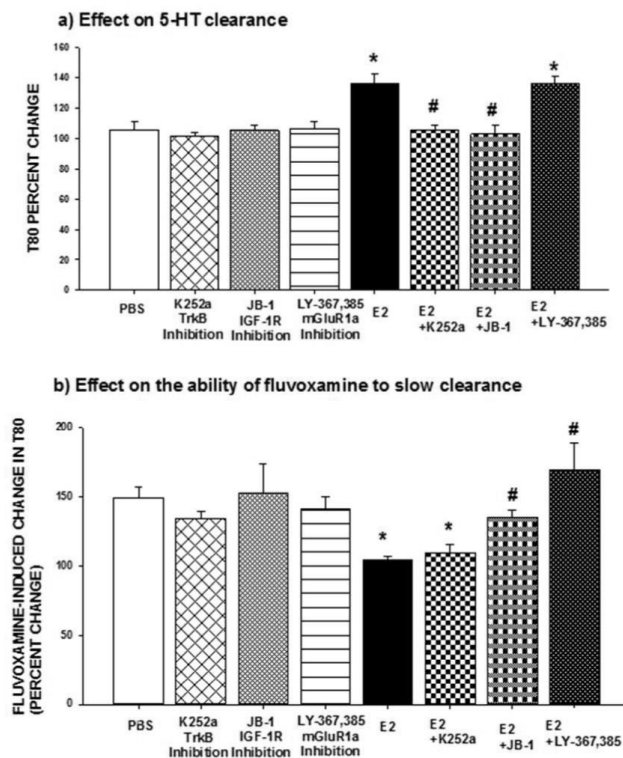 a) Effect on 5-HT clearance
T80 PERCENT CHANGE
160
140
120
100
80
60
40
20
0
*
#
#
*
PBS
K252a
TrkB
Inhibition
JB-1
IGF-1R
Inhibition
LY-367,385
mGluR1a
Inhibition
E2
E2
+K252a
E2
+JB-1
E2
+LY-367,385
b) Effect on the ability of fluvoxamine to slow clearance
FLUVOXAMINE-INDUCED CHANGE IN T80
(PERCENT CHANGE)
200
150
100
50
0
*
*
#
#
PBS
K252a
TrkB
Inhibition
JB-1
IGF-1R
Inhibition
LY-367,385
mGluR1a
Inhibition
E2
E2
+K252a
E2
+JB-1
E2
+LY-367,385